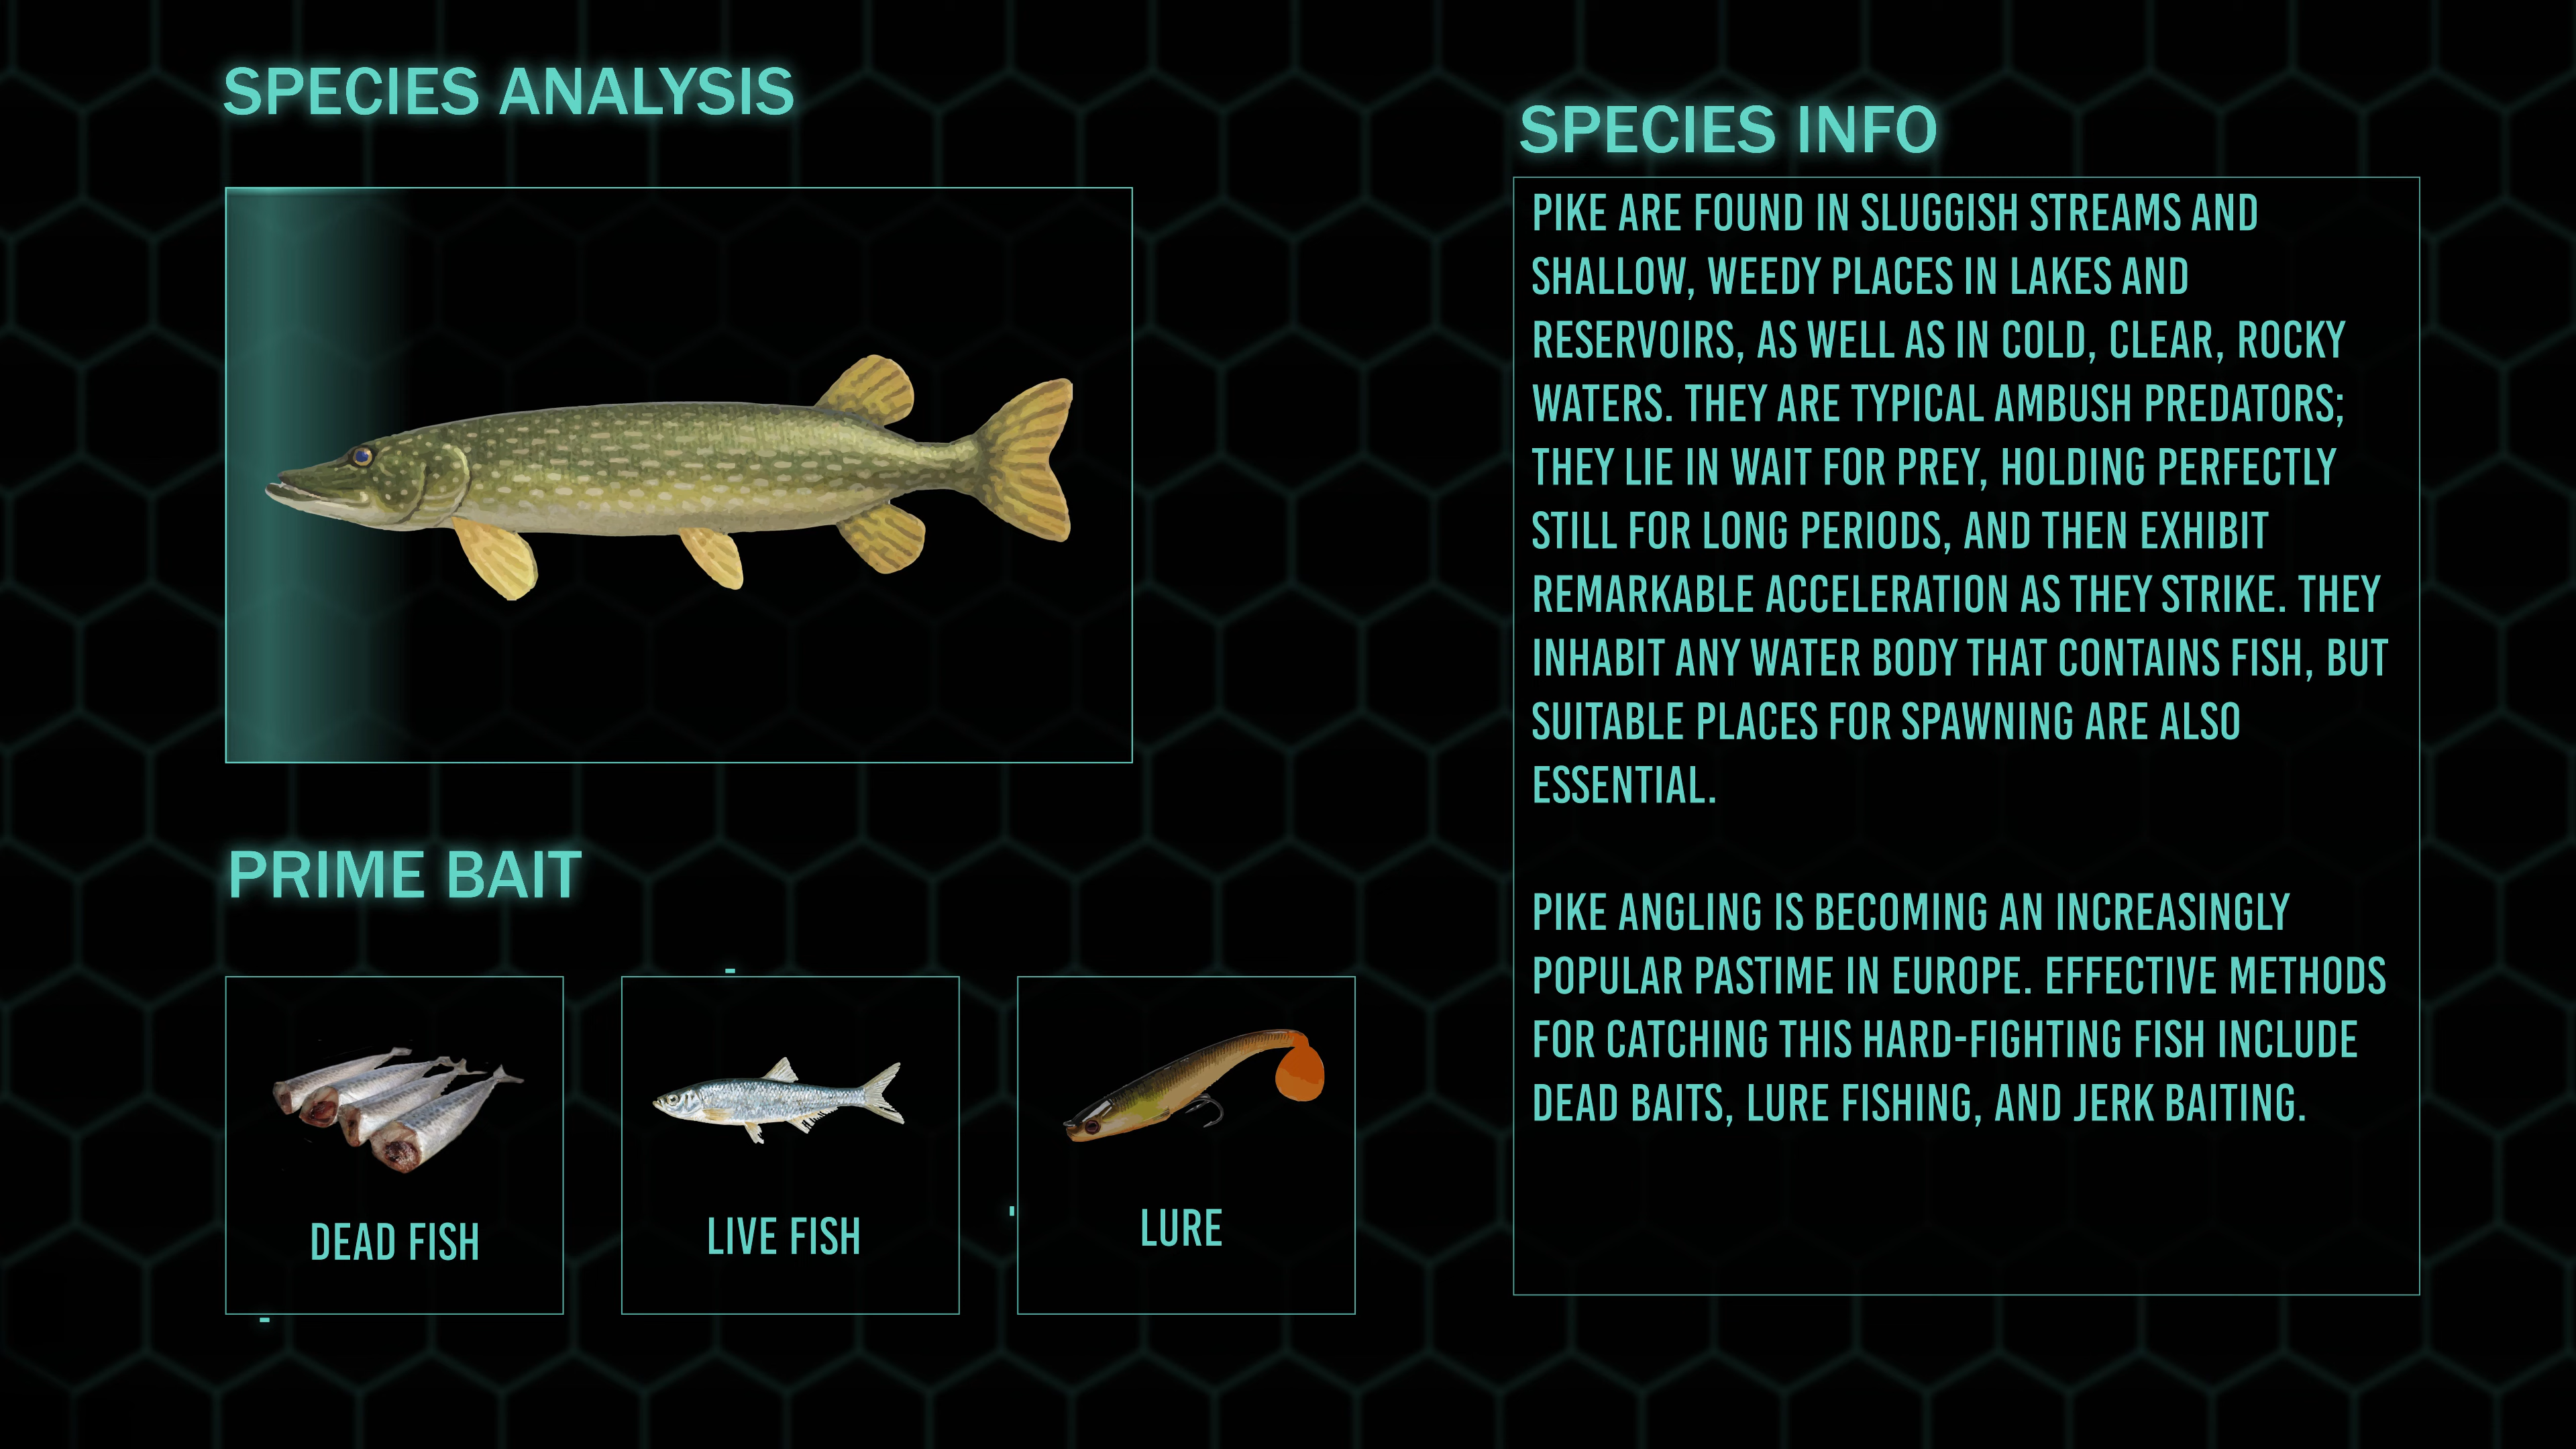 SPECIES ANALYSIS
SPECIES INFO
PIKE ARE FOUND IN SLUGGISH STREAMS AND
SHALLOW, WEEDY PLACES IN LAKES AND
RESERVOIRS, AS WELL AS IN COLD, CLEAR, ROCKY
WATERS. THEY ARE TYPICAL AMBUSH PREDATORS;
THEY LIE IN WAIT FOR PREY, HOLDING PERFECTLY
STILL FOR LONG PERIODS, AND THEN EXHIBIT
REMARKABLE ACCELERATION AS THEY STRIKE. THEY
INHABIT ANY WATER BODY THAT CONTAINS FISH, BUT
SUITABLE PLACES FOR SPAWNING ARE ALSO
ESSENTIAL.
PIKE ANGLING IS BECOMING AN INCREASINGLY
POPULAR PASTIME IN EUROPE. EFFECTIVE METHODS
FOR CATCHING THIS HARD-FIGHTING FISH INCLUDE
DEAD BAITS, LURE FISHING, AND JERK BAITING.
PRIME BAIT
DEAD FISH
LIVE FISH
LURE